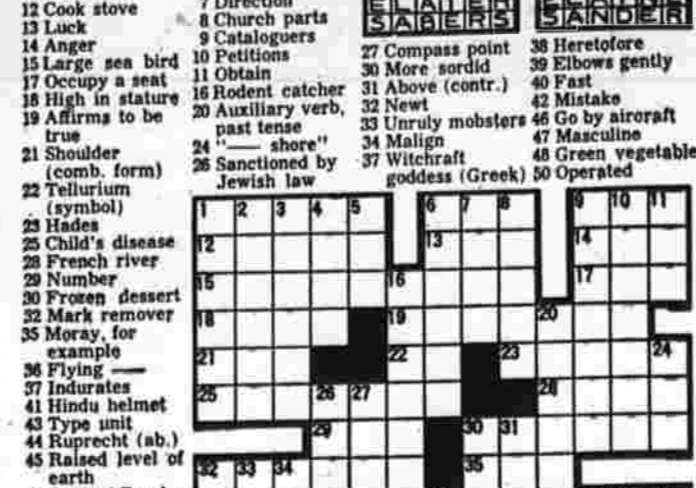 12 Cook stove
13 Luck
14 Anger
15 Large sea bird
17 Occupy a seat
18 High in stature
19 Affirms to be
true
21 Shoulder
(comb. form)
22 Tellurium
(symbol)
23 Hades
25 Child's disease
28 French river
29 Number
30 Frozen dessert
32 Mark remover
35 Moray, for
example
36 Flying —
37 Indurates
41 Hindu helmet
43 Type unit
44 Ruprecht (ab.)
45 Raised level of
earth
7 Direction
8 Church parts
9 Cataloguers
10 Petitions
11 Obtain
16 Rodent catcher
20 Auxiliary verb,
past tense
24 "— shore"
26 Sanctioned by
Jewish law
ELATER
SABERS
SANDER
27 Compass point
30 More sordid
31 Above (contr.)
32 Newt
33 Unruly mobsters
34 Malign
37 Witchraft
goddess (Greek)
38 Heretofore
39 Elbows gently
40 Fast
42 Mistake
46 Go by aircraft
47 Masculine
48 Green vegetable
50 Operated
1 2 3 4 5 6 7 8 9 10 11
12 13 14
15 16 17
18 19 20
21 22 23 24
25 26 27 28
29 30 31
32 33 34 35